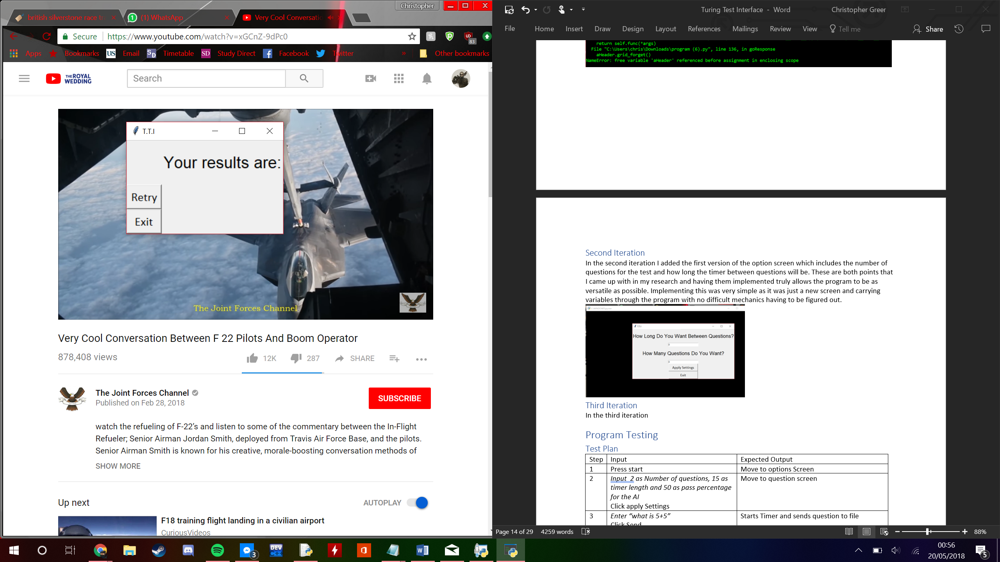 Christopher
british silverstone race tr
(1) WhatsApp
Very Cool Conversatio
Secure
https://www.youtube.com/watch?v=xGCnZ-9dPc0
83
Apps
Bookmarks
US
Email
SD
Timetable
SD
Study Direct
Facebook
Twitter
»
Other bookmarks
THE ROYAL
WEDDING
Search
T.T.I
Your results are:
Retry
Exit
The Joint Forces Channel
Very Cool Conversation Between F 22 Pilots And Boom Operator
878,408 views
12K
287
SHARE
The Joint Forces Channel
Published on Feb 28, 2018
SUBSCRIBE
watch the refueling of F-22’s and listen to some of the commentary between the In-Flight
Refueler; Senior Airman Jordan Smith, deployed from Travis Air Force Base, and the pilots.
Senior Airman Smith is known for his creative, morale-boosting conversation methods of
SHOW MORE
Up next
AUTOPLAY
F18 training flight landing in a civilian airport
CuriousVideos
Turing Test Interface - Word
Christopher Greer
File
Home
Insert
Draw
Design
Layout
References
Mailings
Review
View
Tell me
Share
return self.func(*args)
File "C:\Users\chris\Downloads\program (6).py", line 136, in goResponse
aHeader.grid_forget()
NameError: free variable 'aHeader' referenced before assignment in enclosing scope
Second Iteration
In the second iteration I added the first version of the option screen which includes the number of
questions for the test and how long the timer between questions will be. These are both points that
I came up with in my research and having them implemented truly allows the program to be as
versatile as possible. Implementing this was very simple as it was just a new screen and carrying
variables through the program with no difficult mechanics having to be figured out.
C:\WINDOWS\py.exe
T.T.I
How Long Do You Want Between Questions?
0
How Many Questions Do You Want?
0
Apply Settings
Exit
Third Iteration
In the third iteration
Program Testing
Test Plan
Step Input Expected Output
1 Press start Move to options Screen
2 Input 2 as Number of questions, 15 as Move to question screen
timer length and 50 as pass percentage
for the AI
Click apply Settings
3 Enter “what is 5+5” Starts Timer and sends question to file
Click Send
Page 14 of 29
4259 words
88%
3
DEV
C++
00:56
20/05/2018
5